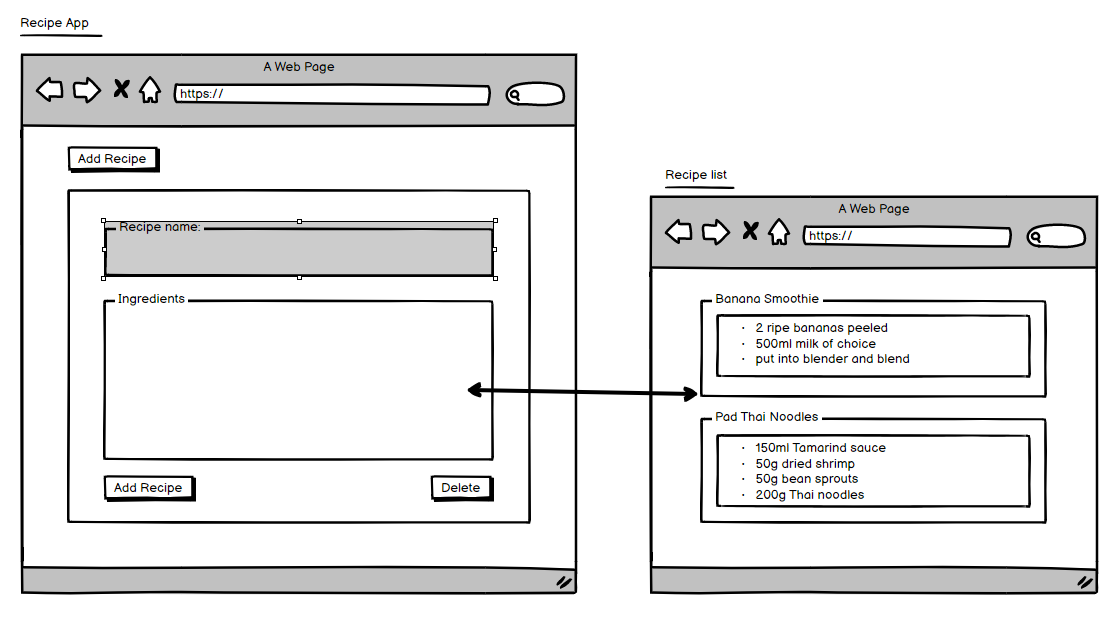 Recipe App
A Web Page
https://
Add Recipe
Recipe name:
Ingredients
Add Recipe
Delete
Recipe list
A Web Page
https://
Banana Smoothie
· 2 ripe bananas peeled
· 500ml milk of choice
· put into blender and blend
Pad Thai Noodles
· 150ml Tamarind sauce
· 50g dried shrimp
· 50g bean sprouts
· 200g Thai noodles